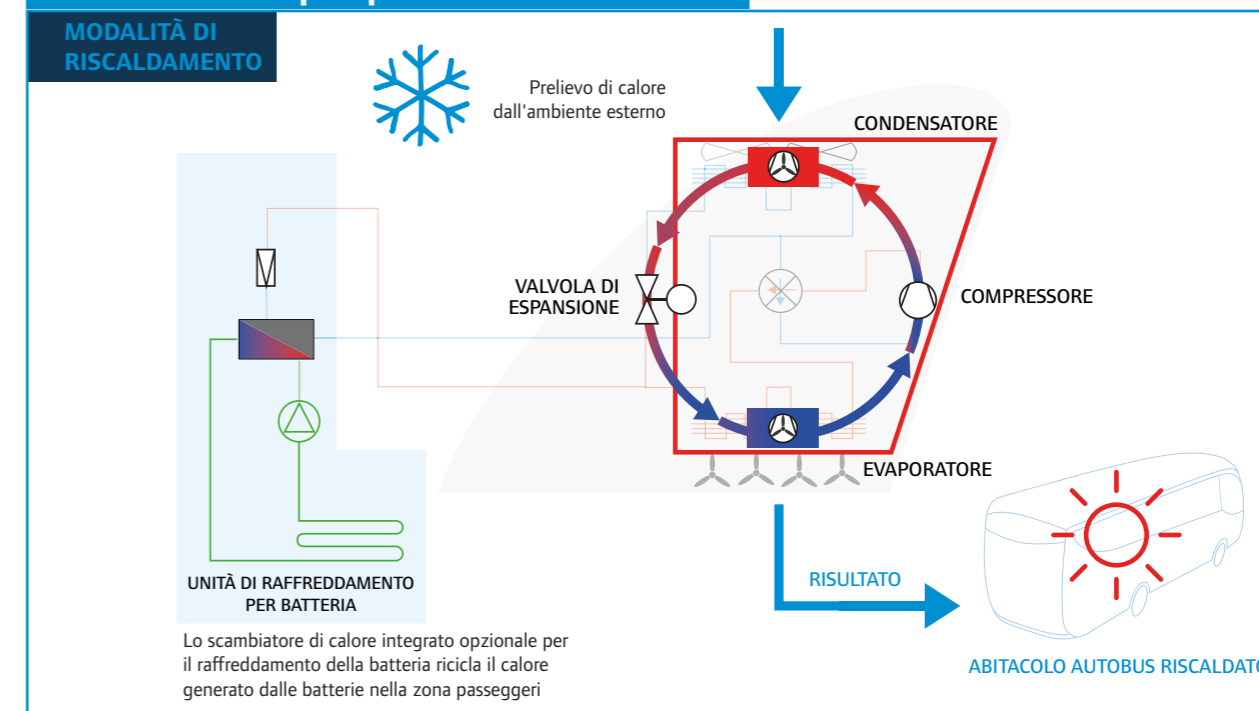 MODALITÀ DI
RISCALDAMENTO
Prelievo di calore
dall'ambiente esterno
CONDENSATORE
VALVOLA DI
ESPANSIONE
COMPRESSORE
EVAPORATORE
UNITÀ DI RAFFREDDAMENTO
PER BATTERIA
RISULTATO
Lo scambiatore di calore integrato opzionale per
il raffreddamento della batteria ricicla il calore
generato dalle batterie nella zona passeggeri
ABITACOLO AUTOBUS RISCALDATO